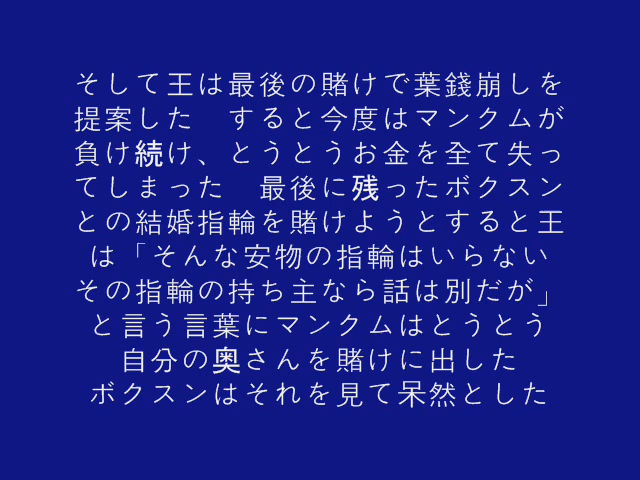 そして王は最後の賭けで葉錢崩しを
提案した　すると今度はマンクムが
負け続け、とうとうお金を全て失っ
てしまった　最後に残ったボクスン
との結婚指輪を賭けようとすると王
は「そんな安物の指輪はいらない
その指輪の持ち主なら話は別だが」
と言う言葉にマンクムはとうとう
自分の奥さんを賭けに出した
ボクスンはそれを見て呆然とした